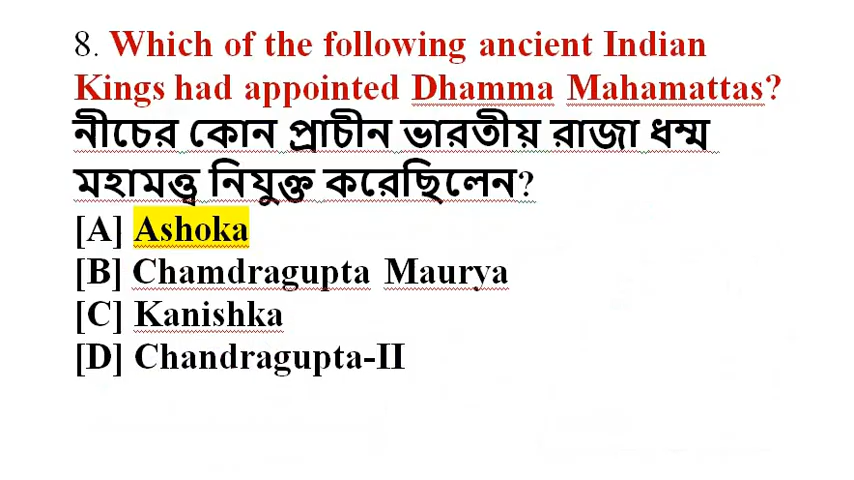 8. Which of the following ancient Indian
Kings had appointed Dhamma Mahamattas?
নীচের কোন প্রাচীন ভারতীয় রাজা ধম্ম
মহামত্ত্ব নিযুক্ত করেছিলেন?
[A] Ashoka
[B] Chamdragupta Maurya
[C] Kanishka
[D] Chandragupta-II